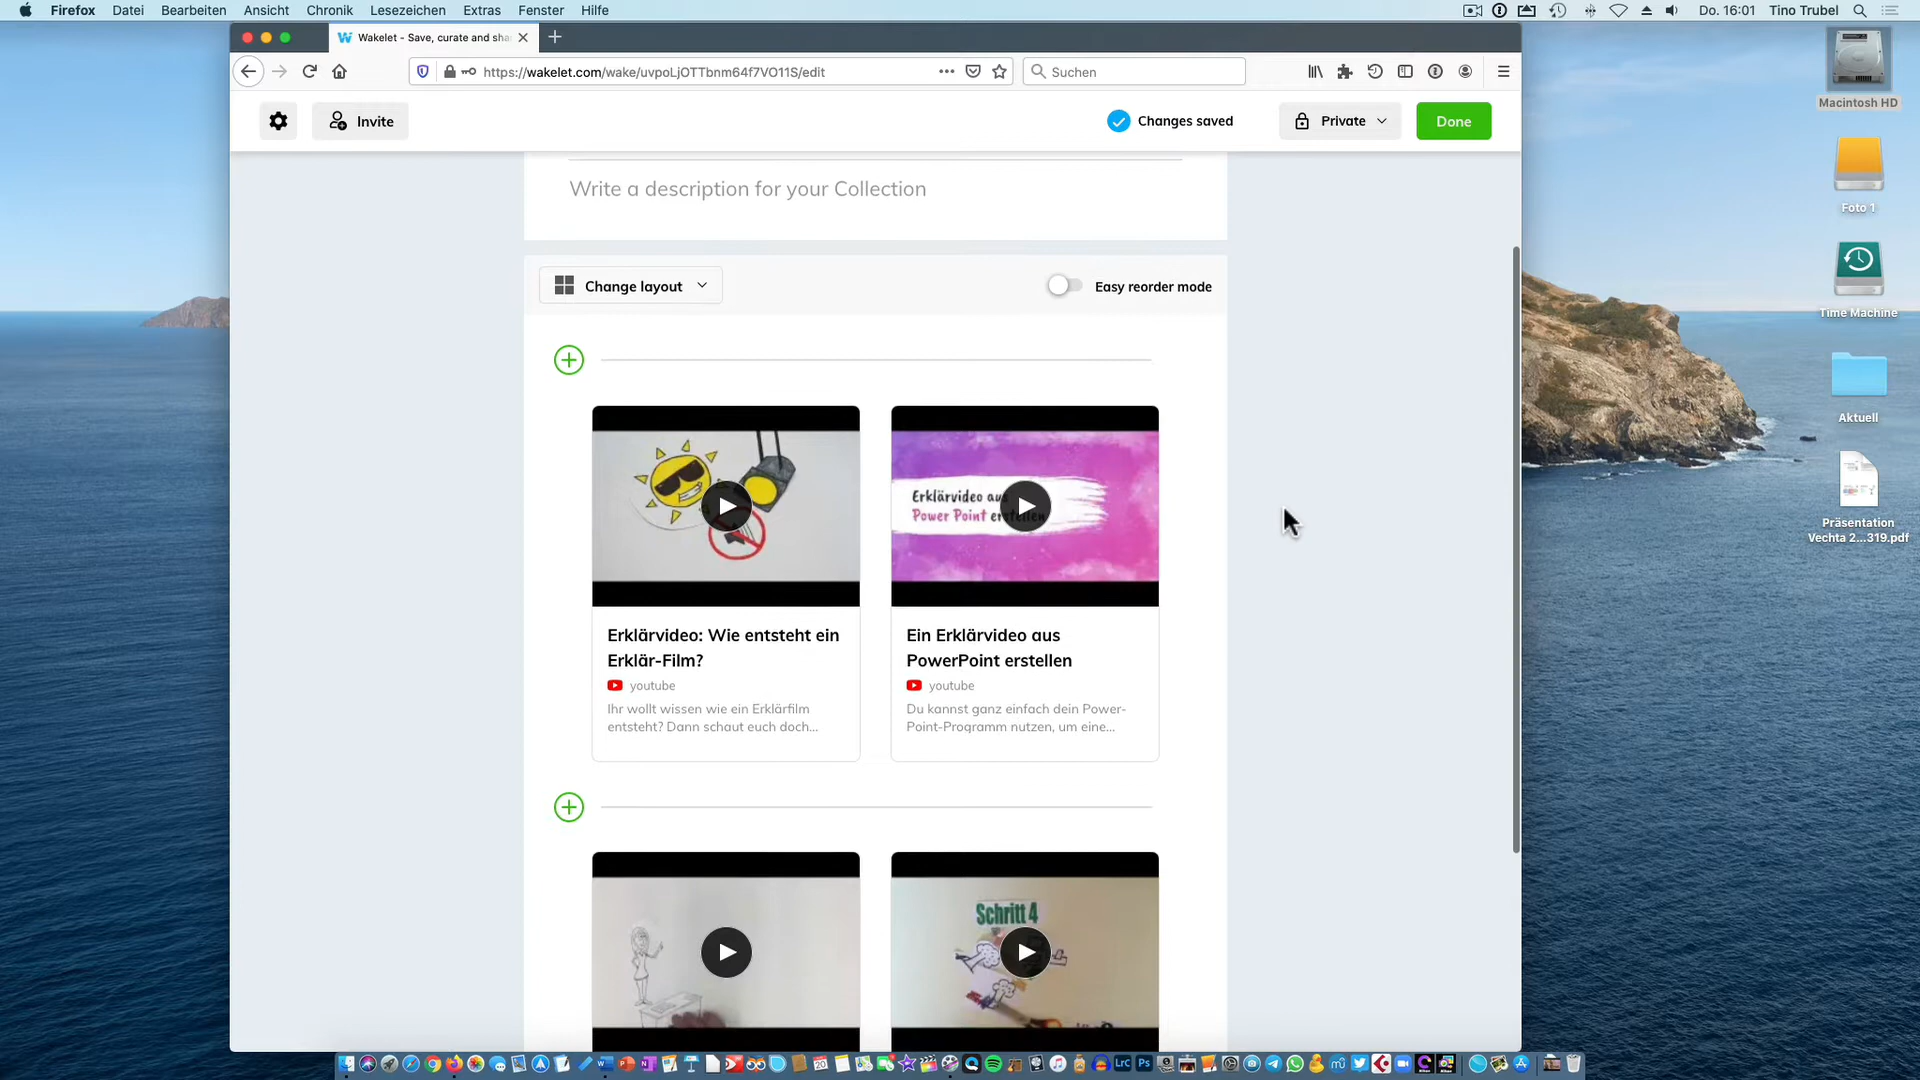 Firefox Datei Bearbeiten Ansicht Chronik Lesezeichen Extras Fenster Hilfe
Do. 16:01 Tino Trubel
Wakelet - Save, curate and sha
https://wakelet.com/wake/uvpoLjOTTbnm64f7VO11S/edit
Suchen
Invite
Changes saved
Private
Done
Write a description for your Collection
Change layout
Easy reorder mode
Erklärvideo aus
Power Point erstellen
Erklärvideo: Wie entsteht ein
Erklär-Film?
youtube
Ihr wollt wissen wie ein Erklärfilm
entsteht? Dann schaut euch doch...
Ein Erklärvideo aus
PowerPoint erstellen
youtube
Du kannst ganz einfach dein Power-
Point-Programm nutzen, um eine...
Schritt 4
Macintosh HD
Foto 1
Time Machine
Aktuell
Präsentation
Vechta 2...319.pdf
LrC
Ps